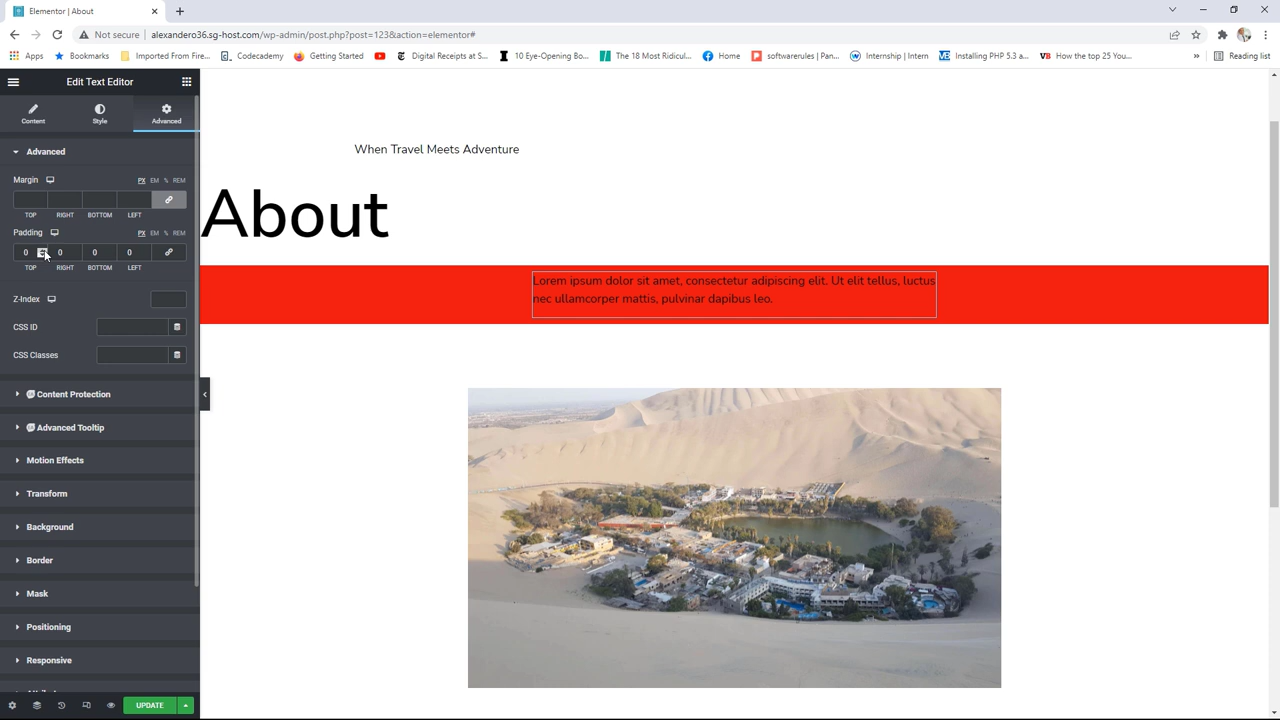 Elementor | About
Not secure | alexandero36.sg-host.com/wp-admin/post.php?post=123&action=elementor#
Apps Bookmarks Imported From Fire... Codecademy Getting Started Digital Receipts at S... 10 Eye-Opening Bo... The 18 Most Ridicul... Home softwarerules | Pan... Internship | Intern Installing PHP 5.3 a... How the top 25 You... » Reading list
Edit Text Editor
Content Style Advanced
Advanced
Margin PX EM % REM
TOP RIGHT BOTTOM LEFT
Padding PX EM % REM
0 0 0 0
TOP RIGHT BOTTOM LEFT
Z-Index
CSS ID
CSS Classes
Content Protection
Advanced Tooltip
Motion Effects
Transform
Background
Border
Mask
Positioning
Responsive
UPDATE
When Travel Meets Adventure
About
Lorem ipsum dolor sit amet, consectetur adipiscing elit. Ut elit tellus, luctus
nec ullamcorper mattis, pulvinar dapibus leo.